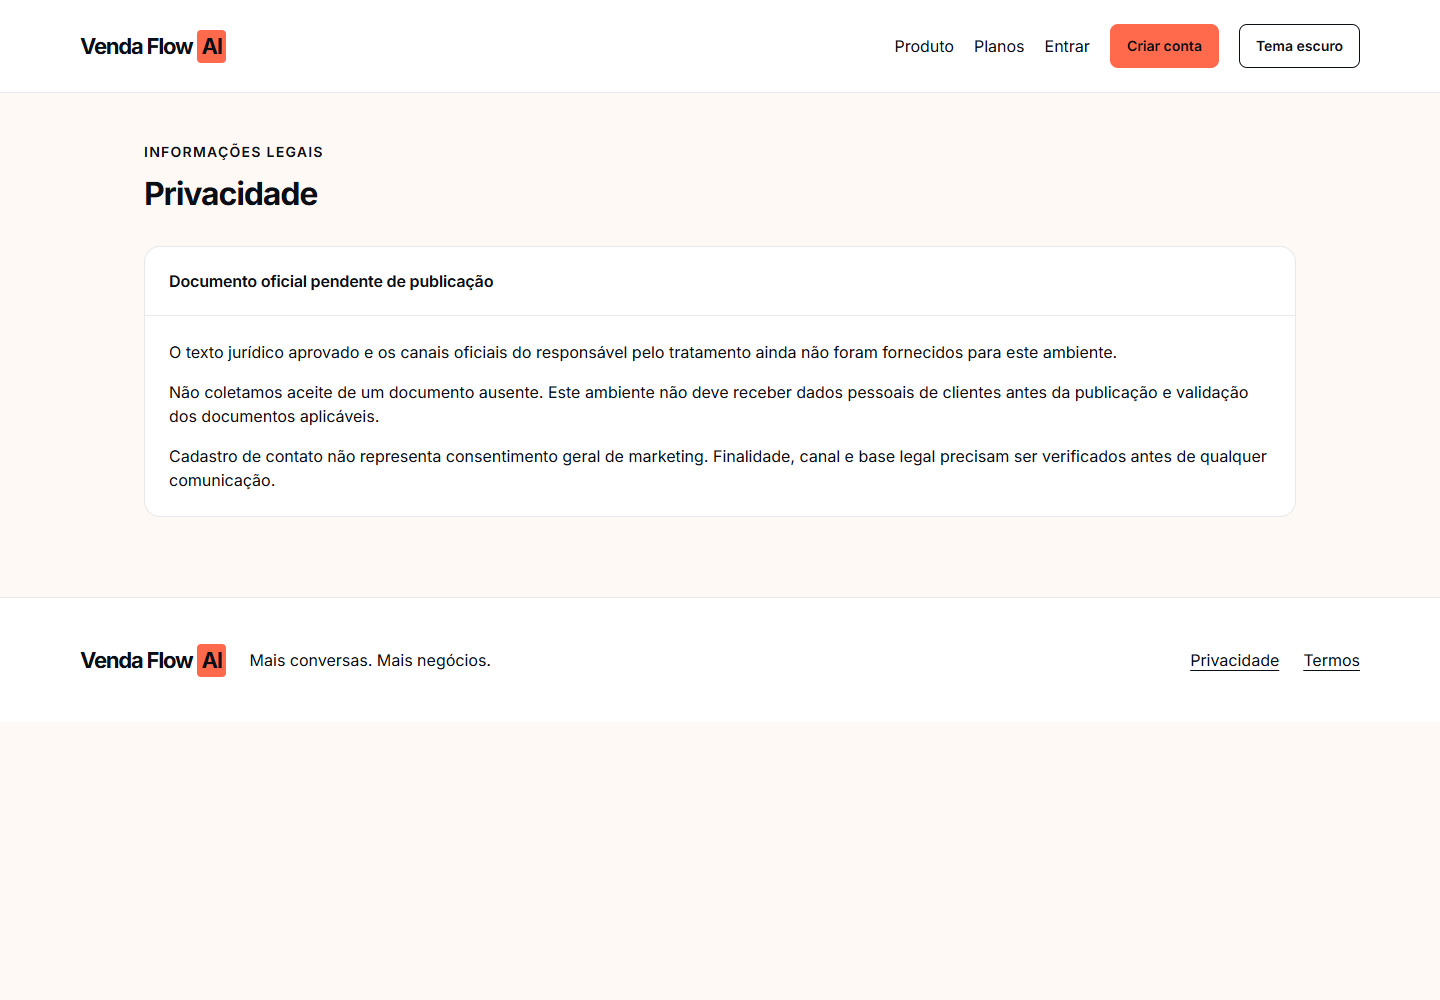 Venda Flow AI
Produto Planos Entrar Criar conta Tema escuro
INFORMAÇÕES LEGAIS
Privacidade
Documento oficial pendente de publicação
O texto jurídico aprovado e os canais oficiais do responsável pelo tratamento ainda não foram fornecidos para este ambiente.
Não coletamos aceite de um documento ausente. Este ambiente não deve receber dados pessoais de clientes antes da publicação e validação
dos documentos aplicáveis.
Cadastro de contato não representa consentimento geral de marketing. Finalidade, canal e base legal precisam ser verificados antes de qualquer
comunicação.
Venda Flow AI
Mais conversas. Mais negócios.
Privacidade Termos